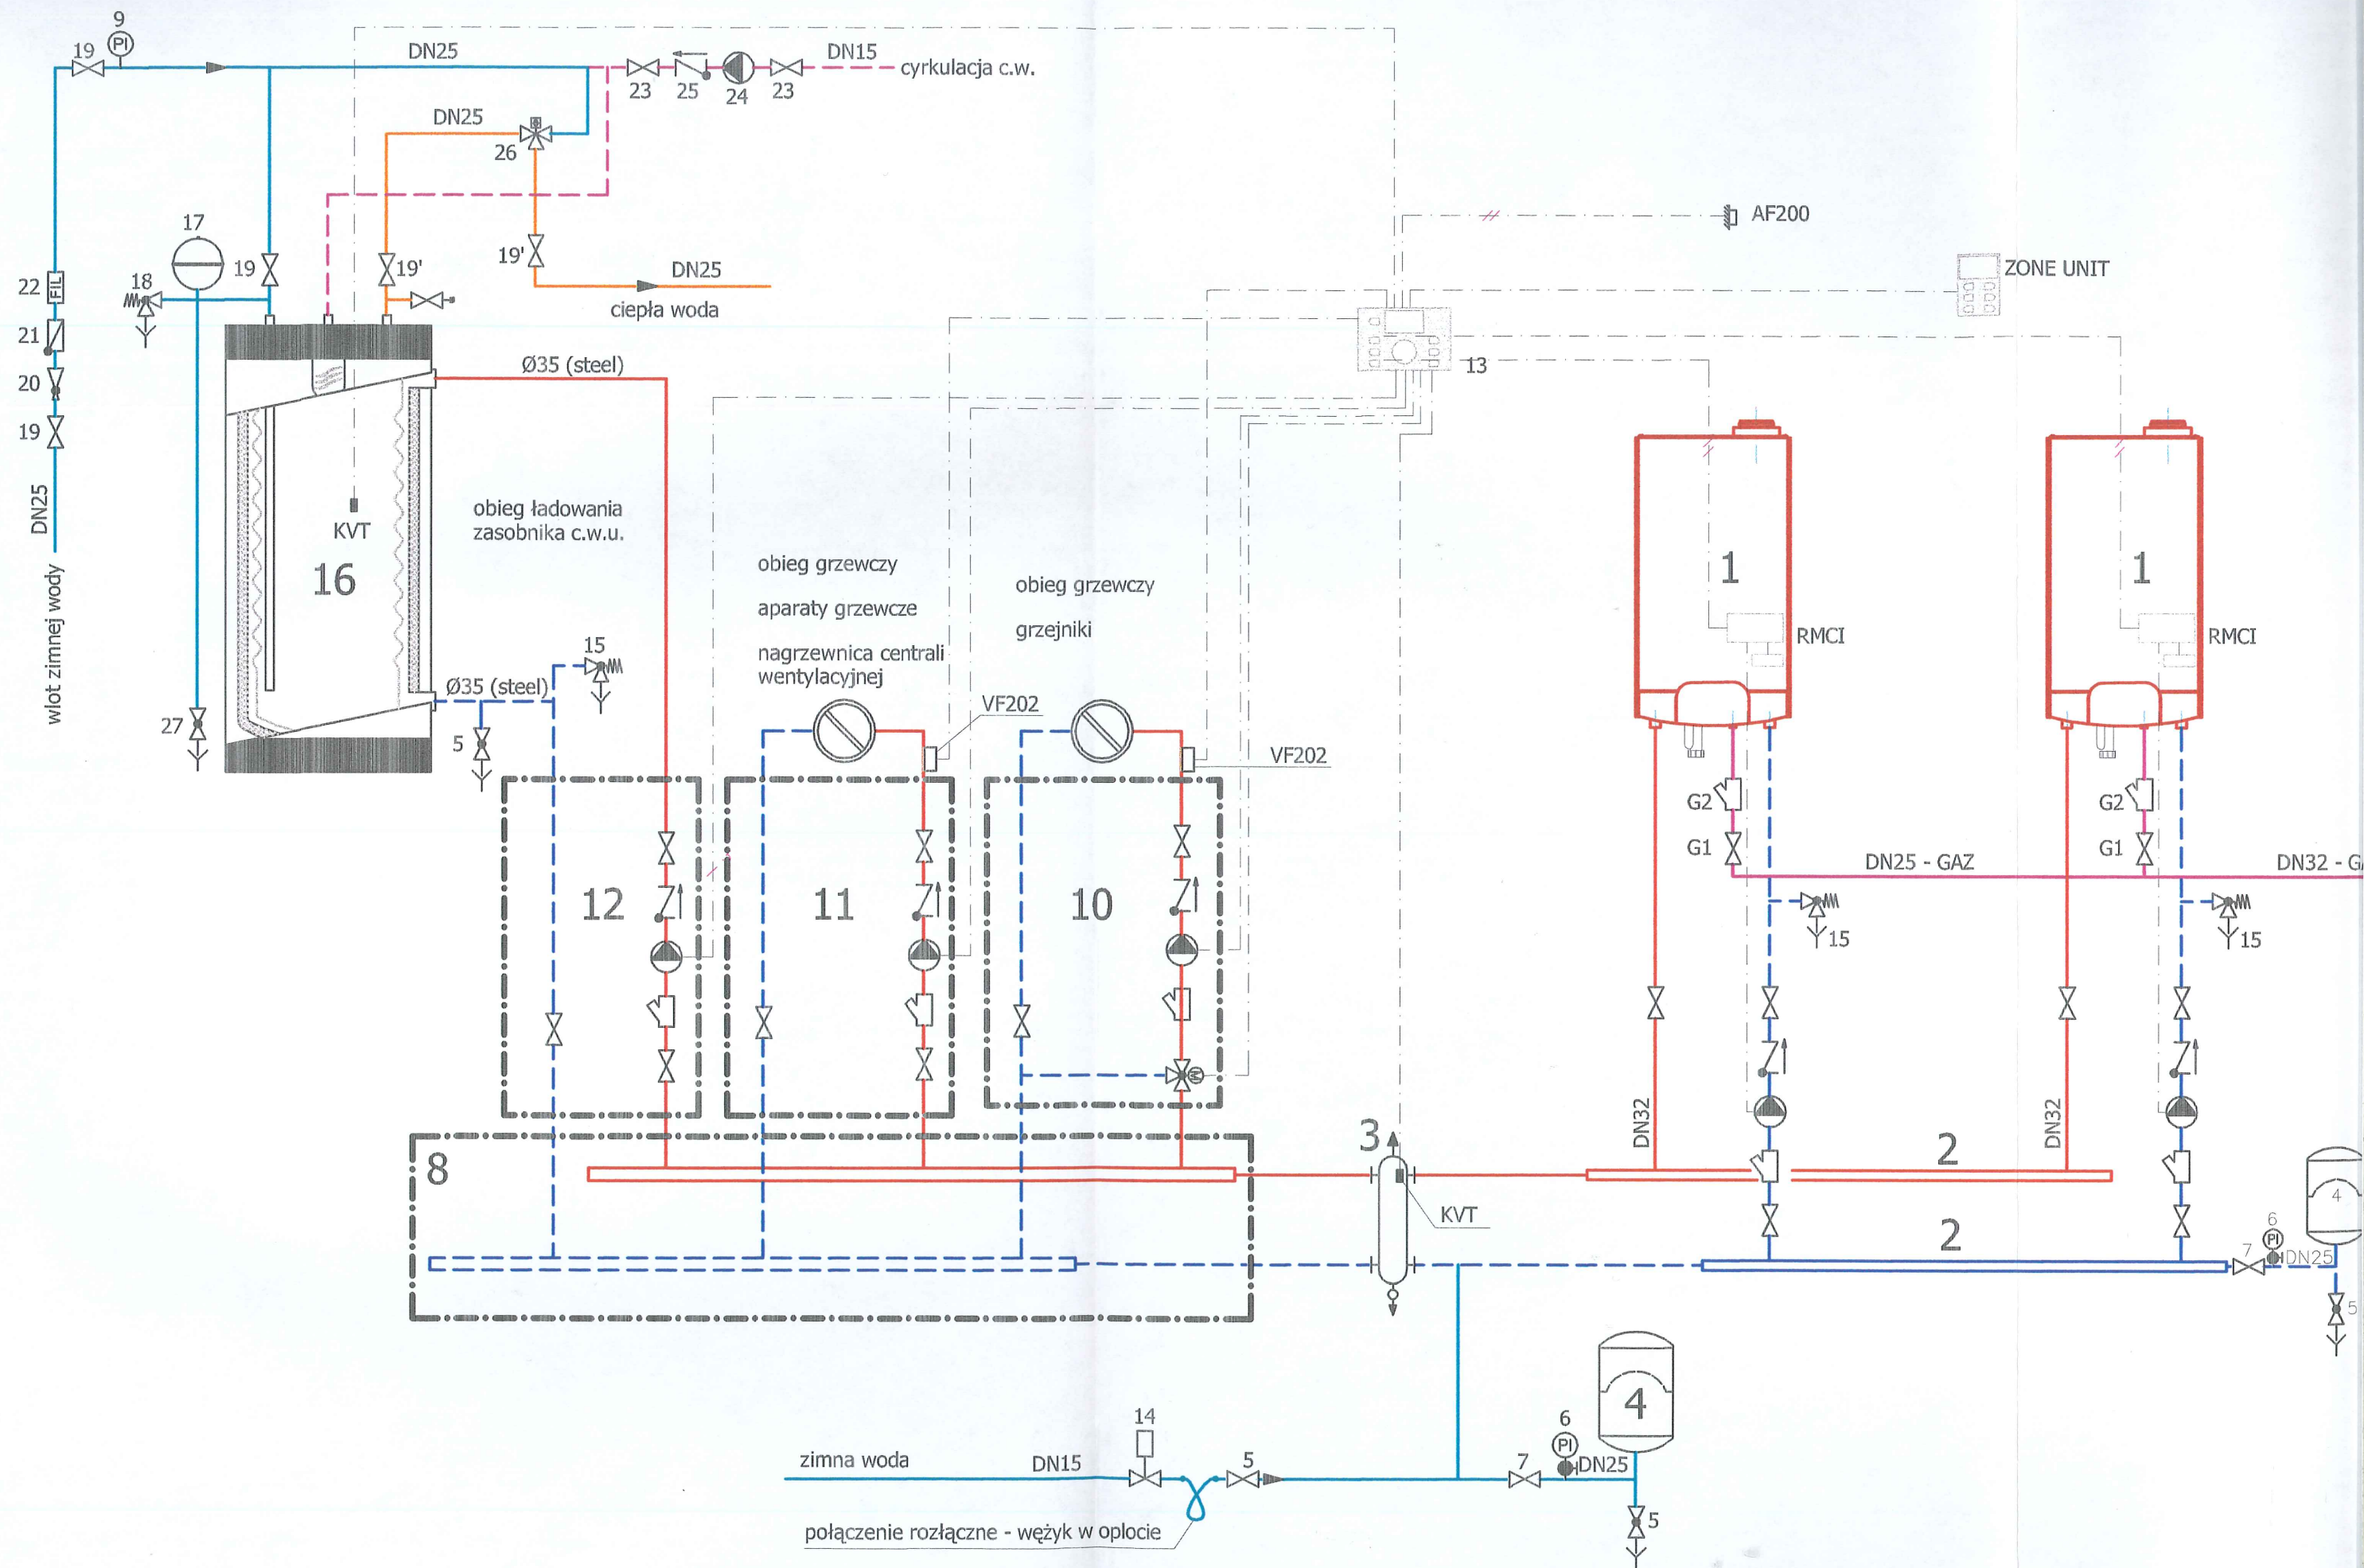 9
19
PI
DN25
DN15
cyrkulacja c.w.
23
25
24
23
DN25
26
17
18
19
19'
19'
DN25
ciepła woda
22
FIL
21
20
19
DN25
wlot zimnej wody
AF200
ZONE UNIT
13
Ø35 (steel)
KVT
16
obieg ładowania
zasobnika c.w.u.
obieg grzewczy
aparaty grzewcze
nagrzewnica centrali
wentylacyjnej
obieg grzewczy
grzejniki
15
Ø35 (steel)
27
5
VF202
VF202
1
RMCI
1
RMCI
G2
G1
G2
G1
DN25 - GAZ
DN32 - G
15
15
12
11
10
M
DN32
DN32
3
8
2
2
KVT
4
6
PI
7
DN25
5
14
zimna woda
DN15
5
7
6
PI
DN25
4
5
połączenie rozłączne - wężyk w oplocie